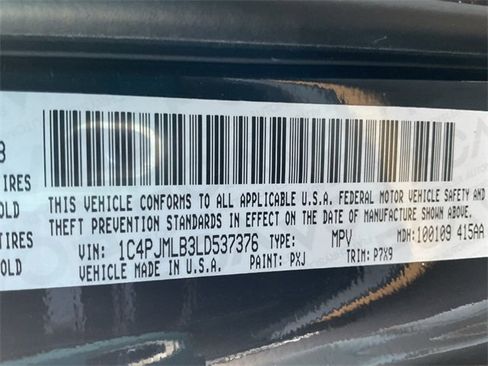 8
IRES
OLD
IRES
OLD
THIS VEHICLE CONFORMS TO ALL APPLICABLE U.S.A. FEDERAL MOTOR VEHICLE SAFETY AND
THEFT PREVENTION STANDARDS IN EFFECT ON THE DATE OF MANUFACTURE SHOWN ABOVE.
VIN: 1C4PJMLB3LD537376 TYPE: MPV MDH: 100109 415AA
VEHICLE MADE IN U.S.A. PAINT: PXJ TRIM: P7X9